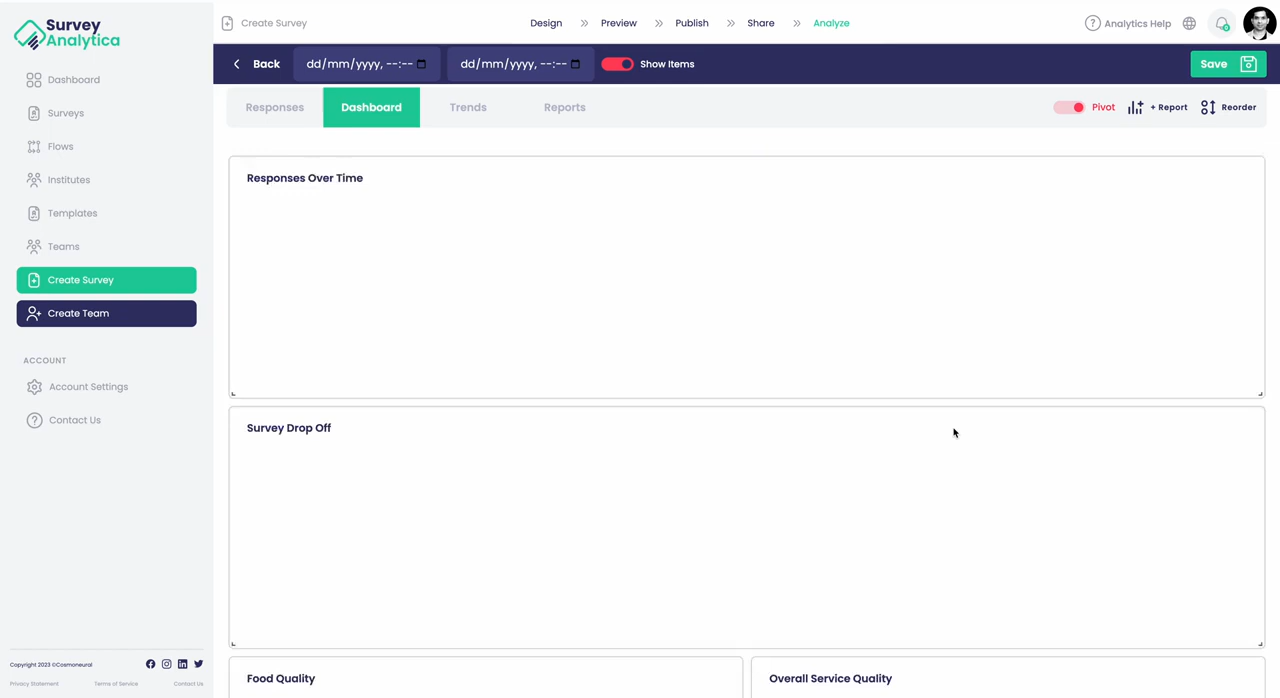 Survey
Analytica
Create Survey
Design >> Preview >> Publish >> Share >> Analyze
? Analytics Help
Back
dd/mm/yyyy, --:--
dd/mm/yyyy, --:--
Show Items
Save
Dashboard
Surveys
Flows
Institutes
Templates
Teams
Create Survey
Create Team
ACCOUNT
Account Settings
? Contact Us
Responses
Dashboard
Trends
Reports
Pivot
+ Report
Reorder
Responses Over Time
Survey Drop Off
Food Quality
Overall Service Quality
Copyright 2023 ©Cosmoneural
Privacy Statement
Terms of Service
Contact Us